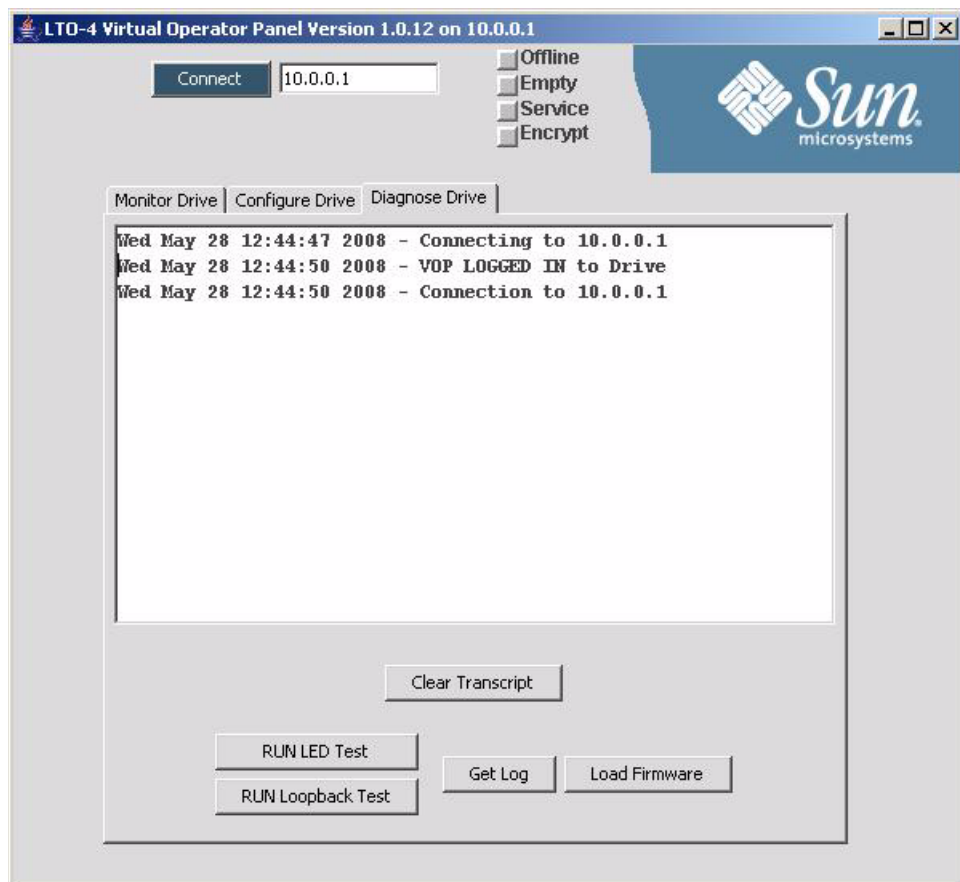 LTO-4 Virtual Operator Panel Version 1.0.12 on 10.0.0.1
Connect 10.0.0.1
Offline
Empty
Service
Encrypt
Sun
microsystems
Monitor Drive Configure Drive Diagnose Drive
Wed May 28 12:44:47 2008 - Connecting to 10.0.0.1
Wed May 28 12:44:50 2008 - VOP LOGGED IN to Drive
Wed May 28 12:44:50 2008 - Connection to 10.0.0.1
Clear Transcript
RUN LED Test
RUN Loopback Test
Get Log Load Firmware